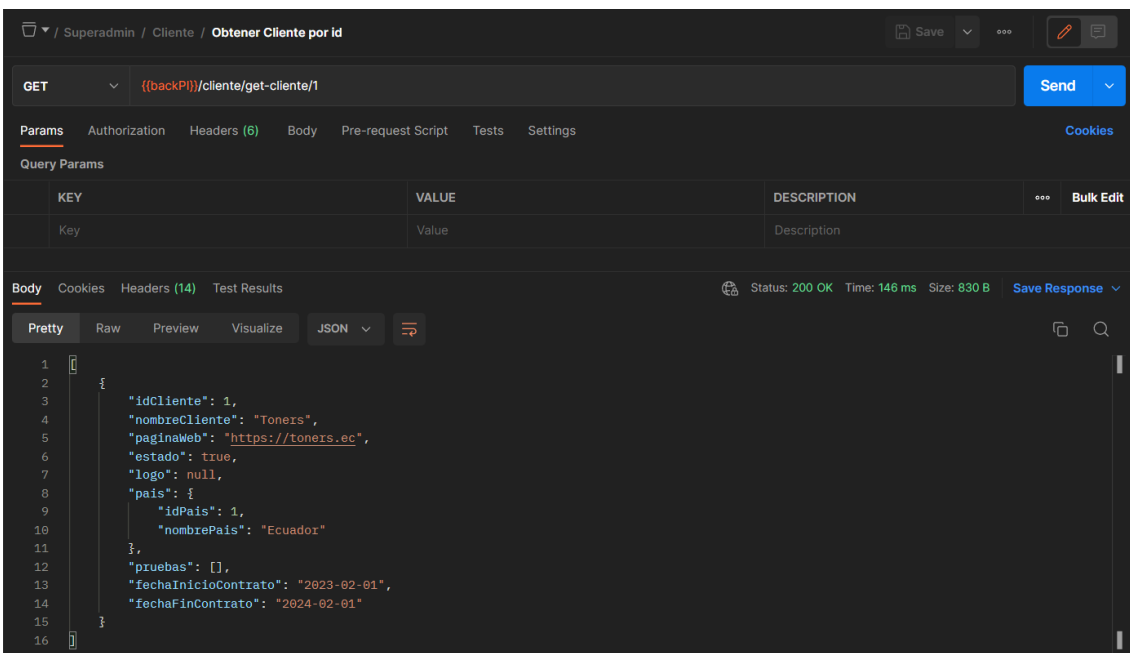 / Superadmin / Cliente / Obtener Cliente por id Save
GET {{backPI}}/cliente/get-cliente/1 Send
Params Authorization Headers (6) Body Pre-request Script Tests Settings Cookies
Query Params
KEY VALUE DESCRIPTION Bulk Edit
Key Value Description
Body Cookies Headers (14) Test Results Status: 200 OK Time: 146 ms Size: 830 B Save Response
Pretty Raw Preview Visualize JSON
1 [
2 {
3 "idCliente": 1,
4 "nombreCliente": "Toners",
5 "paginaWeb": "https://toners.ec",
6 "estado": true,
7 "logo": null,
8 "pais": {
9 "idPais": 1,
10 "nombrePais": "Ecuador"
11 },
12 "pruebas": [],
13 "fechaInicioContrato": "2023-02-01",
14 "fechaFinContrato": "2024-02-01"
15 }
16 ]